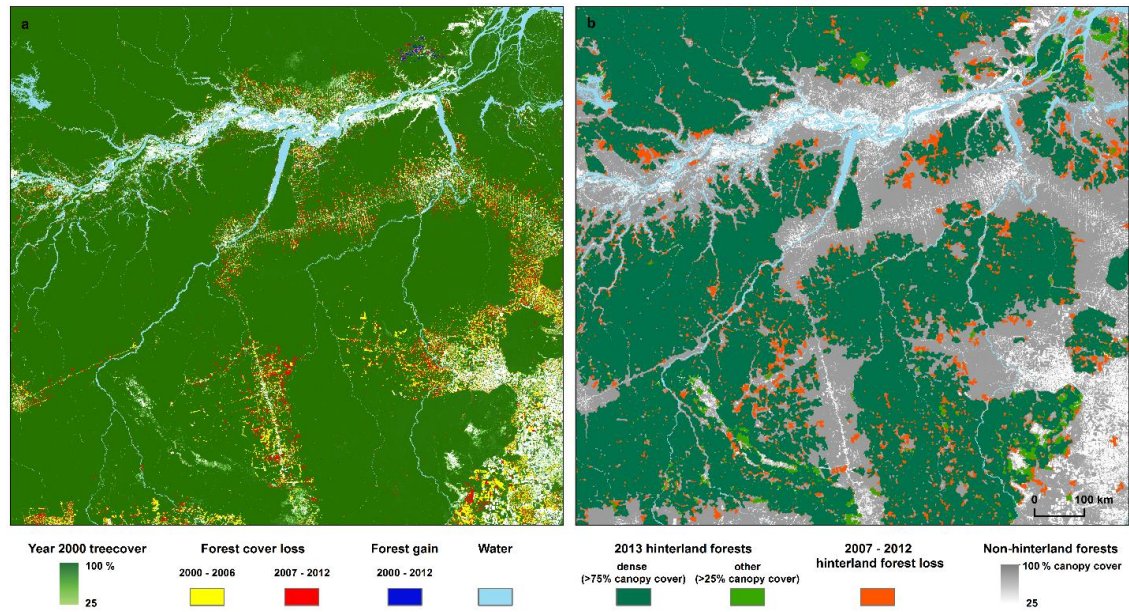 a
b
0 100 km
Year 2000 treecover
100 %
25
Forest cover loss
2000 - 2006
2007 - 2012
Forest gain
2000 - 2012
Water
2013 hinterland forests
dense
(>75% canopy cover)
other
(>25% canopy cover)
2007 - 2012
hinterland forest loss
Non-hinterland forests
100 % canopy cover
25